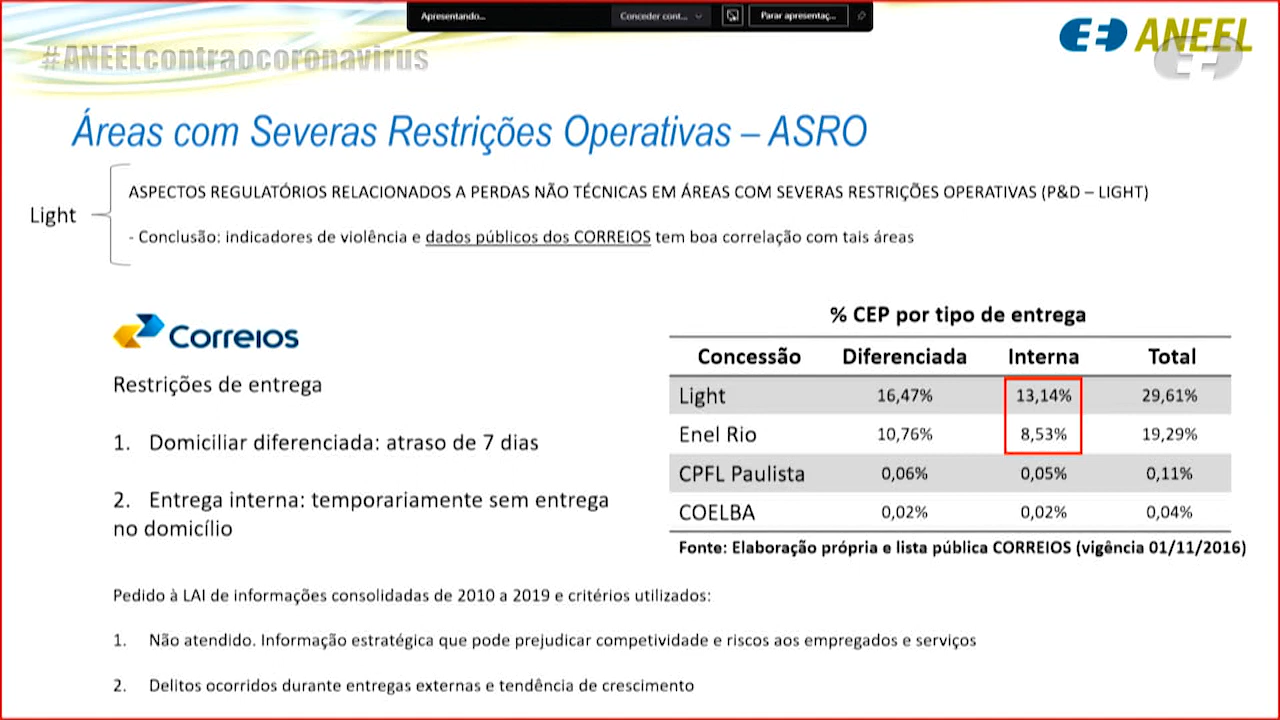 Apresentando...
Conceder cont...
Parar apresentaç...
#ANEELcontraocoronavirus
ANEEL
Áreas com Severas Restrições Operativas – ASRO
Light
ASPECTOS REGULATÓRIOS RELACIONADOS A PERDAS NÃO TÉCNICAS EM ÁREAS COM SEVERAS RESTRIÇÕES OPERATIVAS (P&D – LIGHT)
- Conclusão: indicadores de violência e dados públicos dos CORREIOS tem boa correlação com tais áreas
Correios
Restrições de entrega
1. Domiciliar diferenciada: atraso de 7 dias
2. Entrega interna: temporariamente sem entrega
no domicílio
% CEP por tipo de entrega
Concessão Diferenciada Interna Total
Light 16,47% 13,14% 29,61%
Enel Rio 10,76% 8,53% 19,29%
CPFL Paulista 0,06% 0,05% 0,11%
COELBA 0,02% 0,02% 0,04%
Fonte: Elaboração própria e lista pública CORREIOS (vigência 01/11/2016)
Pedido à LAI de informações consolidadas de 2010 a 2019 e critérios utilizados:
1. Não atendido. Informação estratégica que pode prejudicar competividade e riscos aos empregados e serviços
2. Delitos ocorridos durante entregas externas e tendência de crescimento